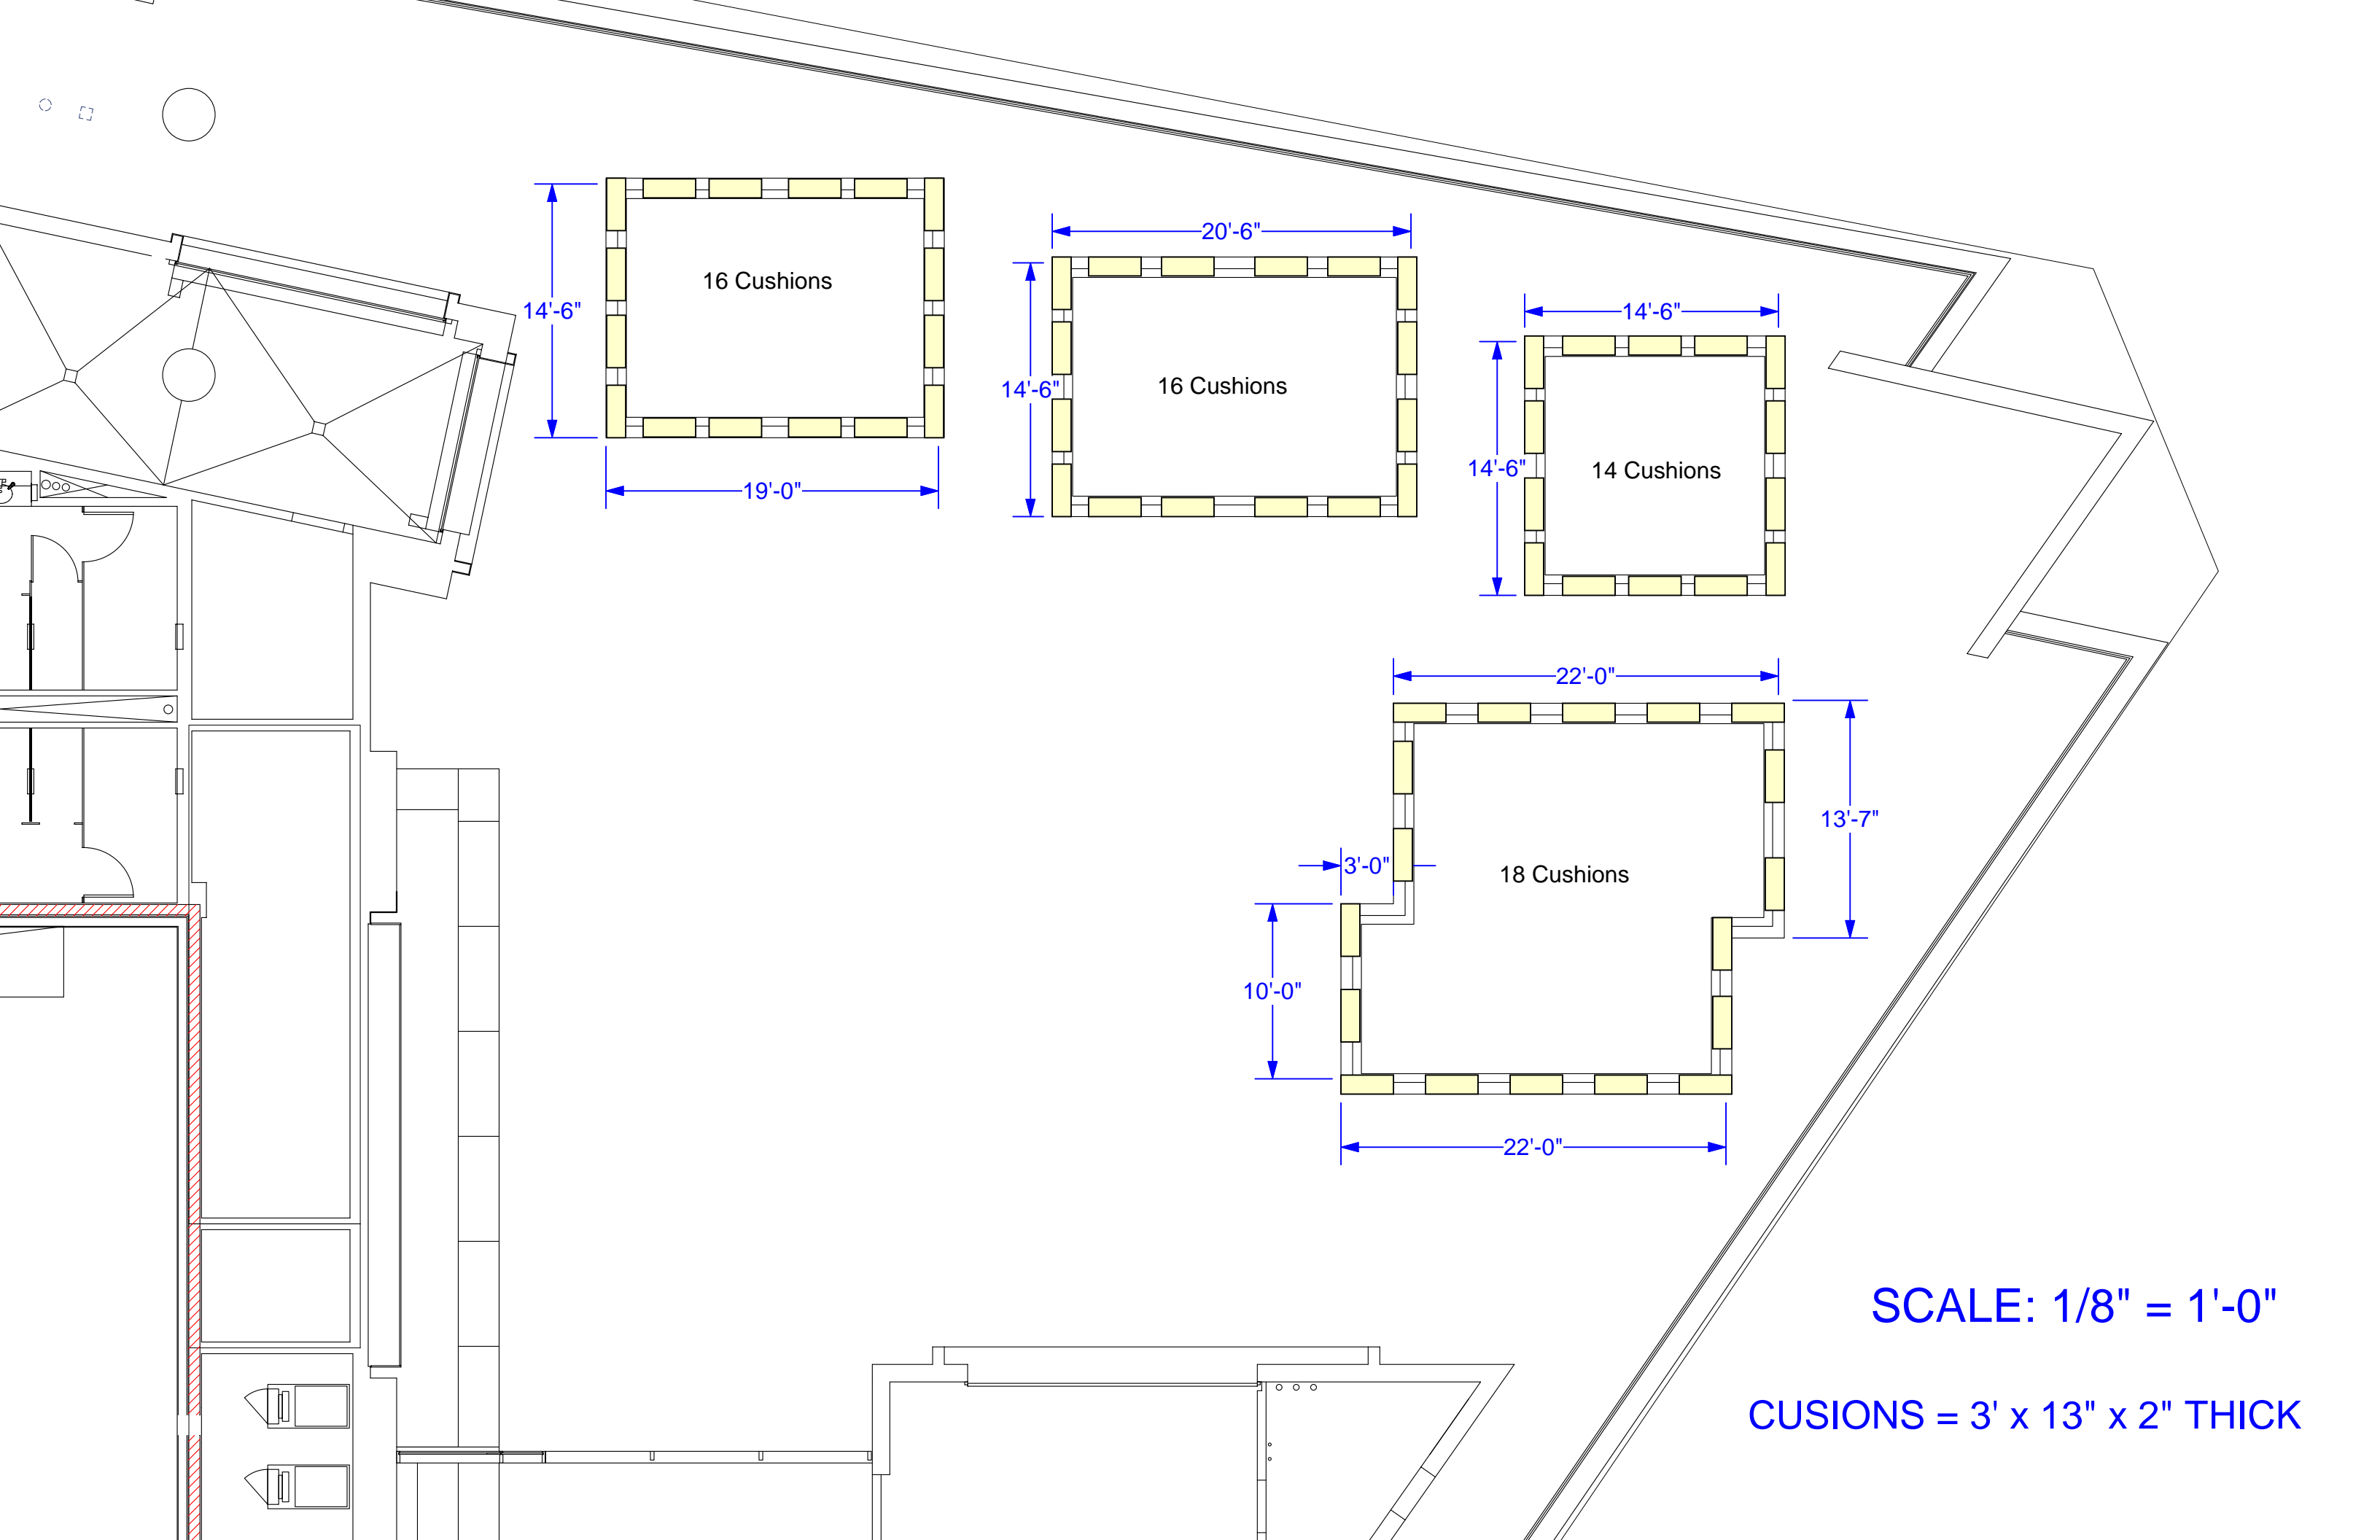 20'-6"
16 Cushions
14'-6"
14'-6"
14'-6"
16 Cushions
14'-6"
14'-6"
14 Cushions
19'-0"
22'-0"
13'-7"
3'-0"
18 Cushions
10'-0"
22'-0"
SCALE: 1/8" = 1'-0"
CUSIONS = 3' x 13" x 2" THICK